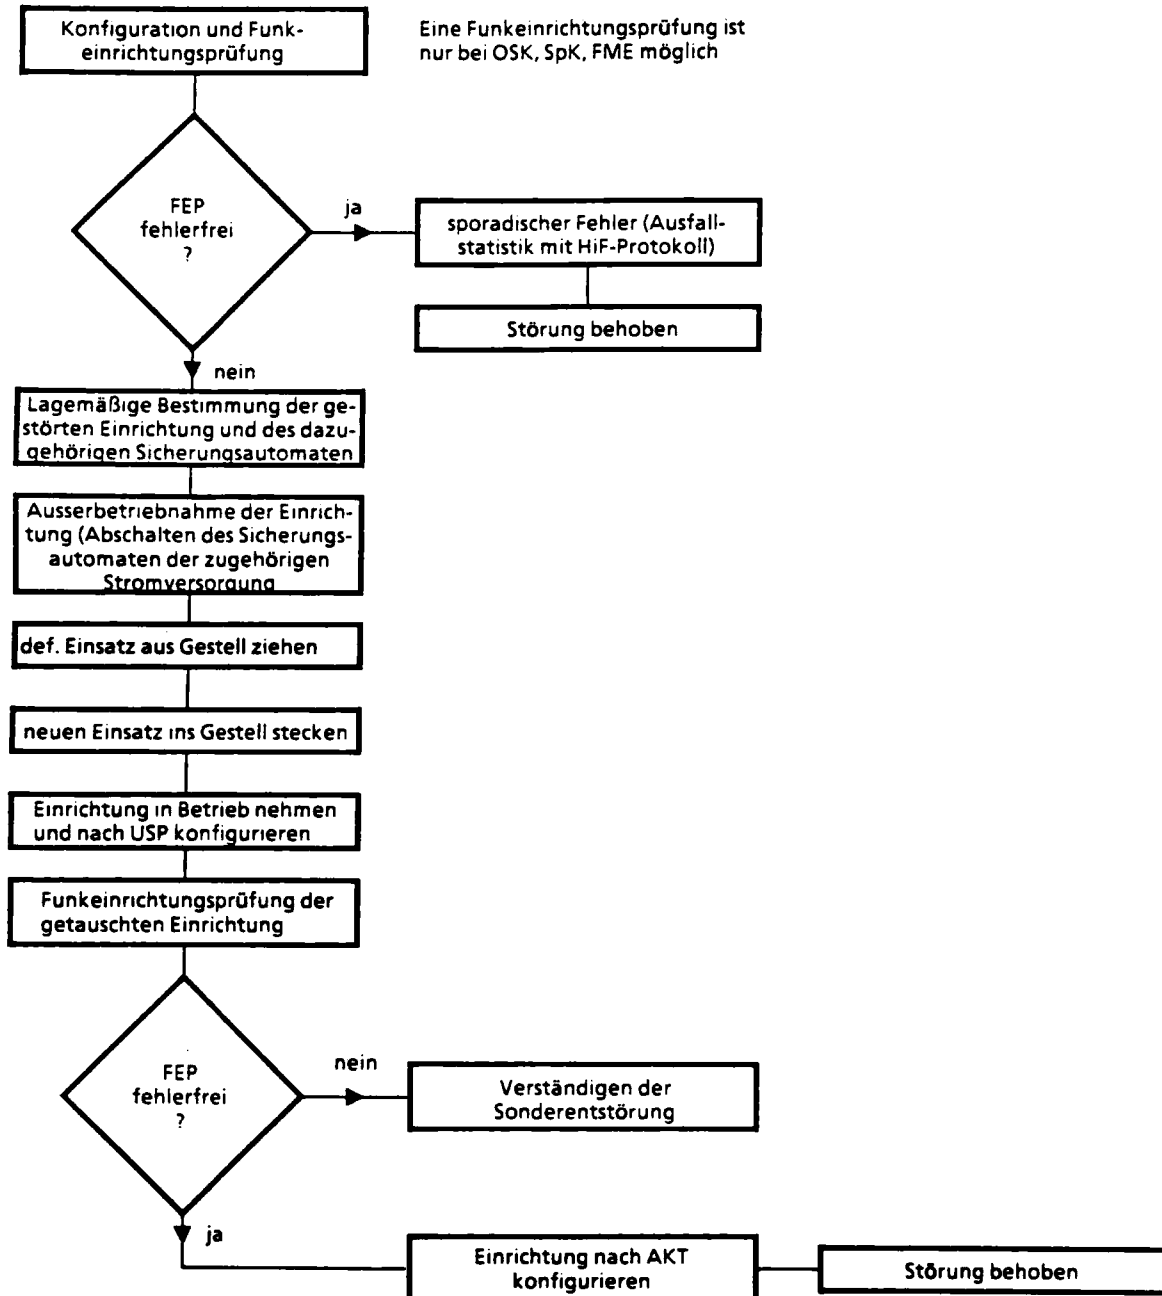 Konfiguration und Funk-
einrichtungsprüfung
Eine Funkeinrichtungsprüfung ist
nur bei OSK, SpK, FME möglich
FEP
fehlerfrei
?
ja
sporadischer Fehler (Ausfall-
statistik mit HiF-Protokoll)
Störung behoben
nein
Lagemäßige Bestimmung der ge-
störten Einrichtung und des dazu-
gehörigen Sicherungsautomaten
Ausserbetriebnahme der Einrich-
tung (Abschalten des Sicherungs-
automaten der zugehörigen
Stromversorgung
def. Einsatz aus Gestell ziehen
neuen Einsatz ins Gestell stecken
Einrichtung in Betrieb nehmen
und nach USP konfigurieren
Funkeinrichtungsprüfung der
getauschten Einrichtung
FEP
fehlerfrei
?
nein
Verständigen der
Sonderentstörung
ja
Einrichtung nach AKT
konfigurieren
Störung behoben